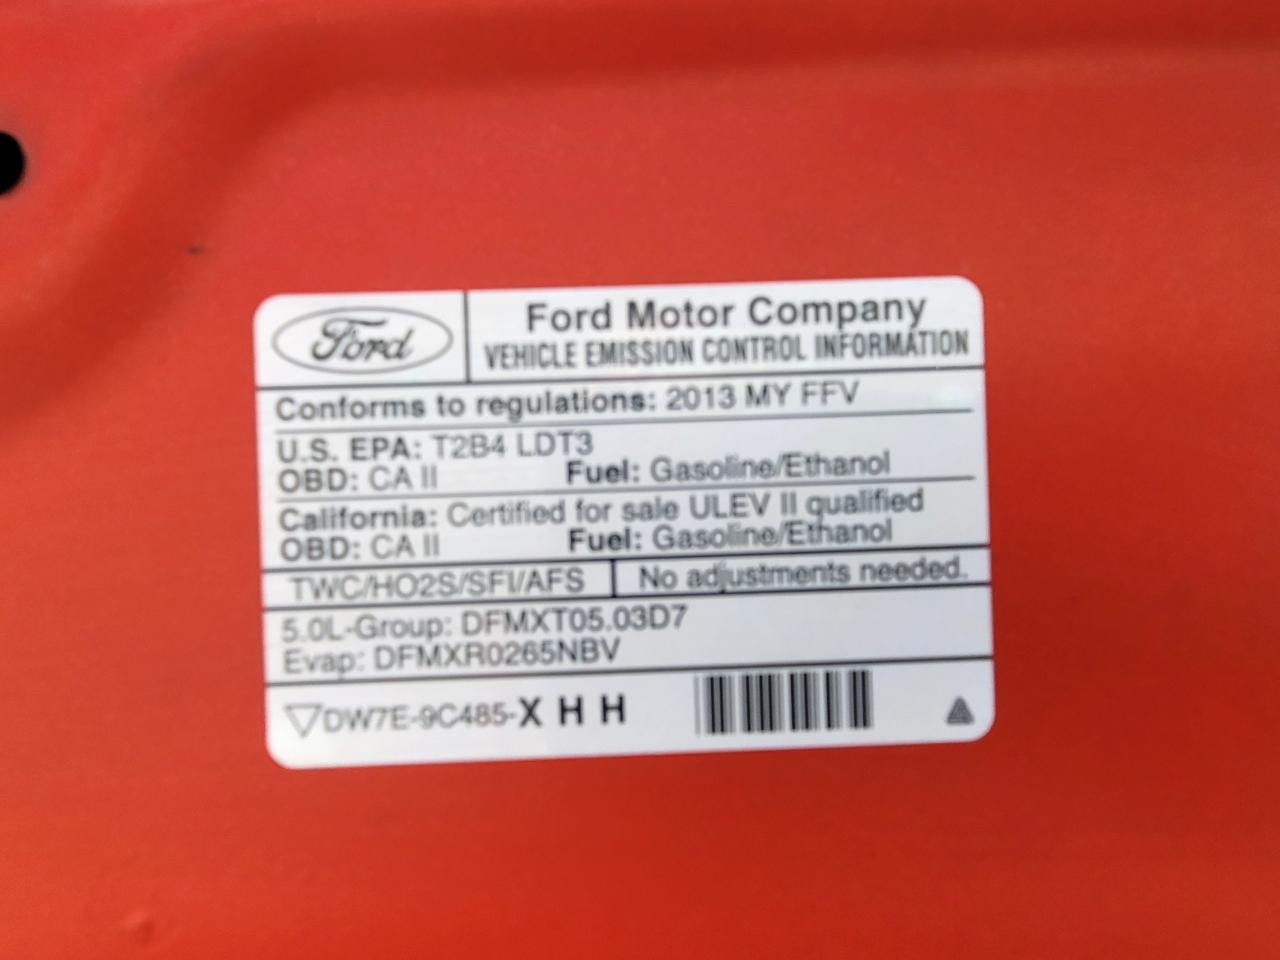 Ford
Ford Motor Company
VEHICLE EMISSION CONTROL INFORMATION
Conforms to regulations: 2013 MY FFV
U.S. EPA: T2B4 LDT3
OBD: CA II Fuel: Gasoline/Ethanol
California: Certified for sale ULEV II qualified
OBD: CA II Fuel: Gasoline/Ethanol
TWC/HO2S/SFI/AFS No adjustments needed.
5.0L-Group: DFMXT05.03D7
Evap: DFMXR0265NBV
DW7E-9C485-X H H